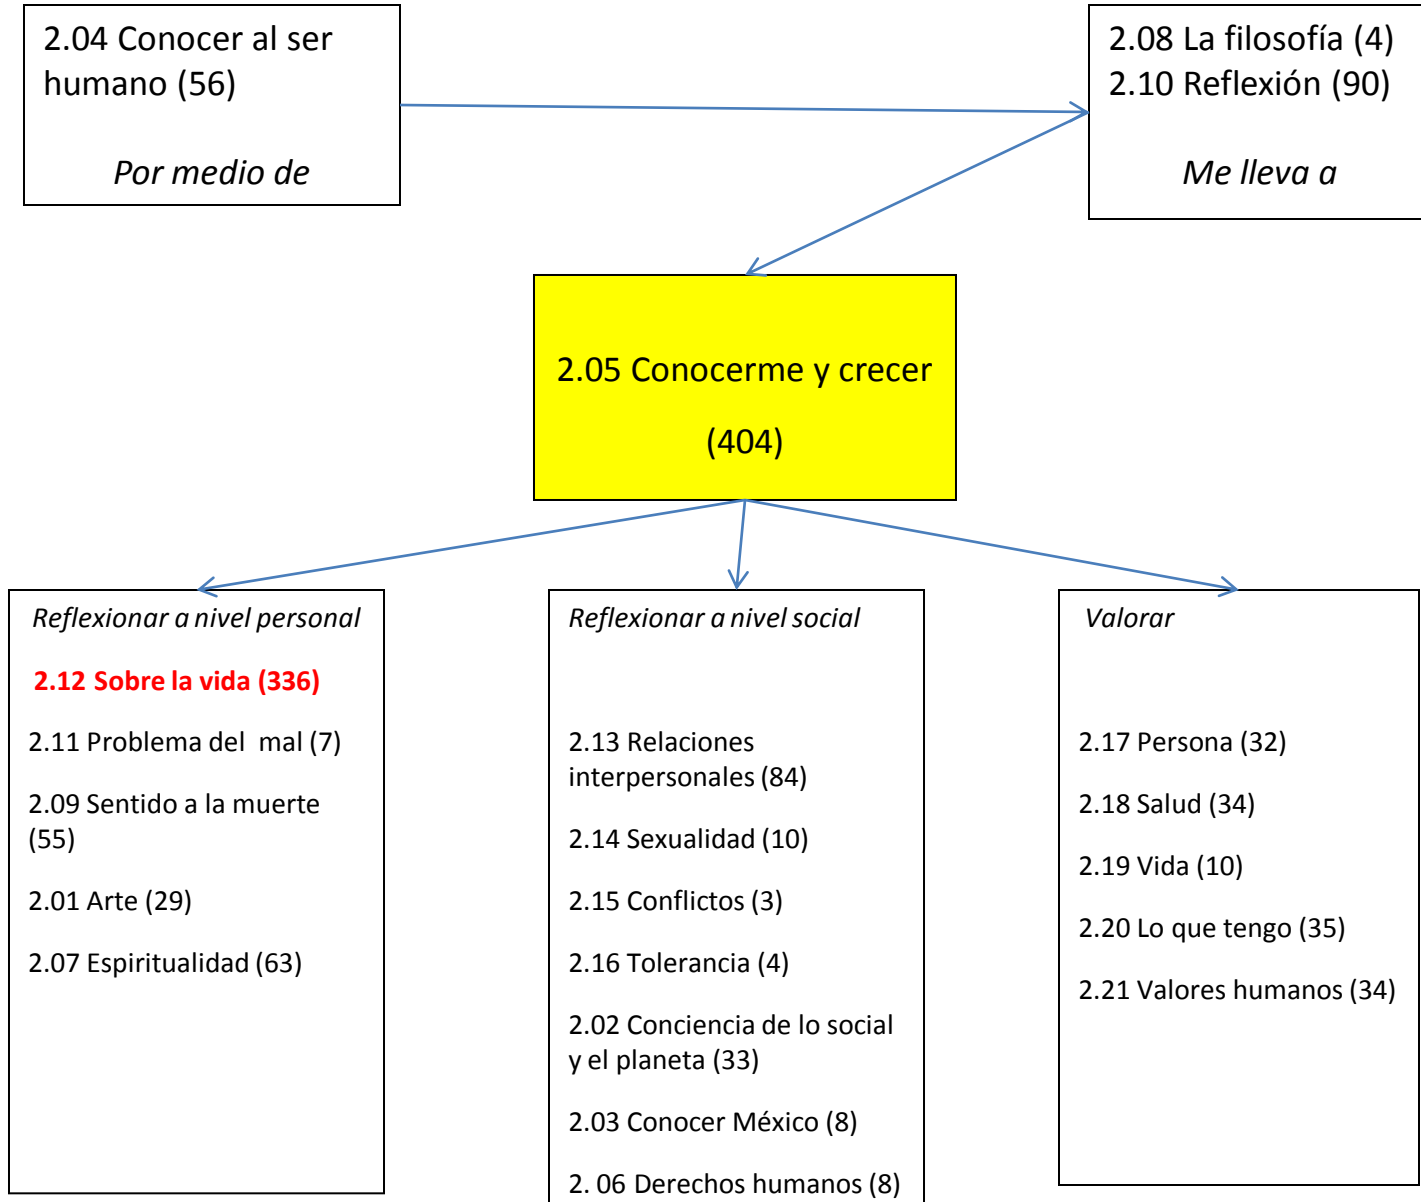 2.04 Conocer al ser
humano (56)
Por medio de
2.08 La filosofía (4)
2.10 Reflexión (90)
Me lleva a
2.05 Conocerme y crecer
(404)
Reflexionar a nivel personal
2.12 Sobre la vida (336)
2.11 Problema del mal (7)
2.09 Sentido a la muerte
(55)
2.01 Arte (29)
2.07 Espiritualidad (63)
Reflexionar a nivel social
2.13 Relaciones
interpersonales (84)
2.14 Sexualidad (10)
2.15 Conflictos (3)
2.16 Tolerancia (4)
2.02 Conciencia de lo social
y el planeta (33)
2.03 Conocer México (8)
2. 06 Derechos humanos (8)
Valorar
2.17 Persona (32)
2.18 Salud (34)
2.19 Vida (10)
2.20 Lo que tengo (35)
2.21 Valores humanos (34)